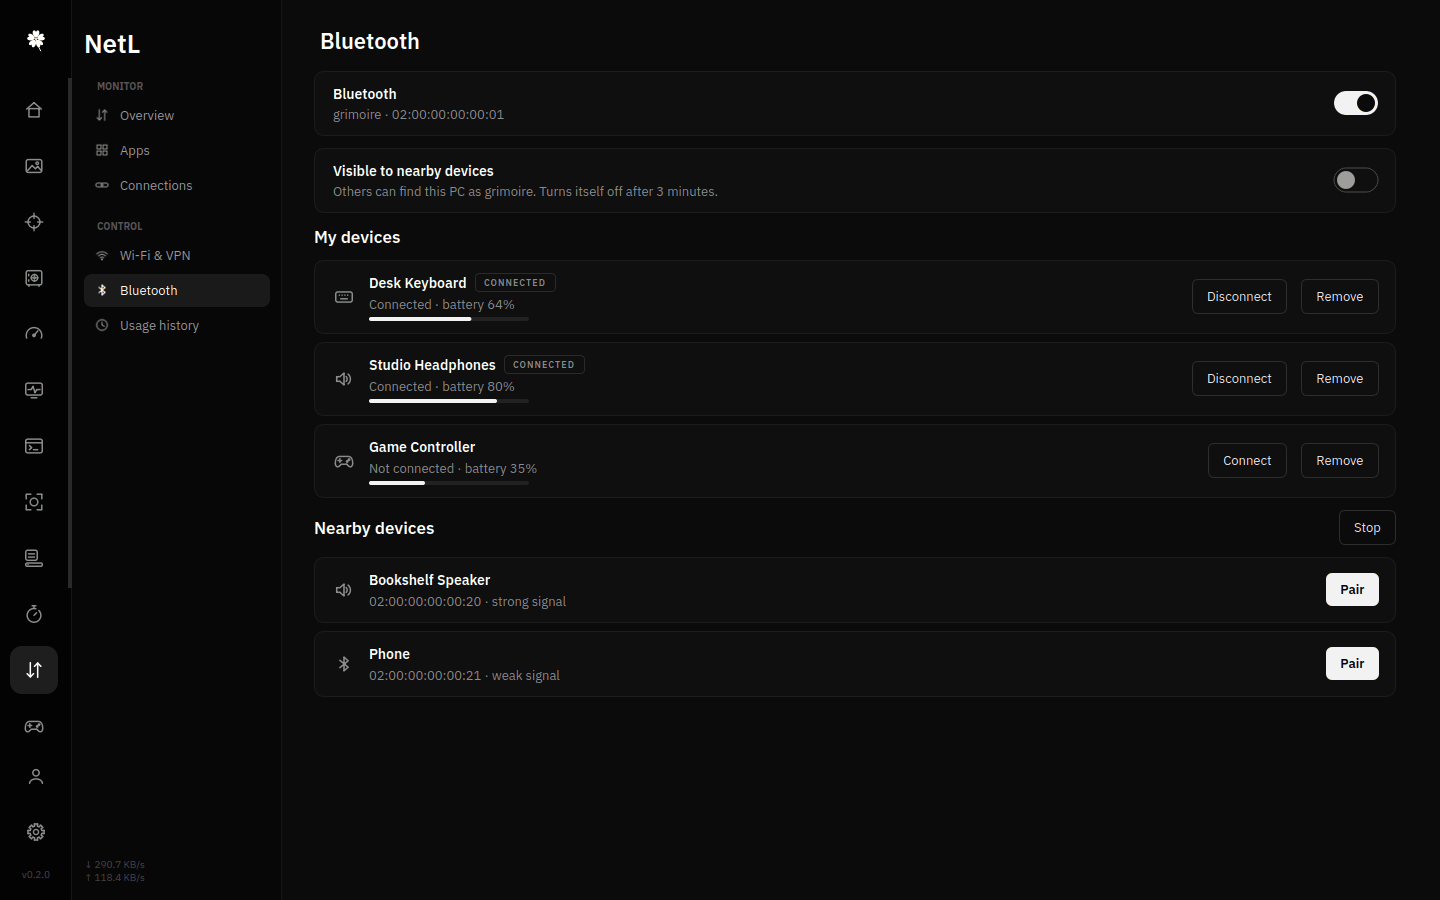 NetL
MONITOR
Overview
Apps
Connections
CONTROL
Wi-Fi & VPN
Bluetooth
Usage history
↓ 290.7 KB/s
↑ 118.4 KB/s
v0.2.0
Bluetooth
Bluetooth
grimoire · 02:00:00:00:00:01
Visible to nearby devices
Others can find this PC as grimoire. Turns itself off after 3 minutes.
My devices
Desk Keyboard CONNECTED
Connected · battery 64%
Disconnect Remove
Studio Headphones CONNECTED
Connected · battery 80%
Disconnect Remove
Game Controller
Not connected · battery 35%
Connect Remove
Nearby devices Stop
Bookshelf Speaker
02:00:00:00:00:20 · strong signal
Pair
Phone
02:00:00:00:00:21 · weak signal
Pair